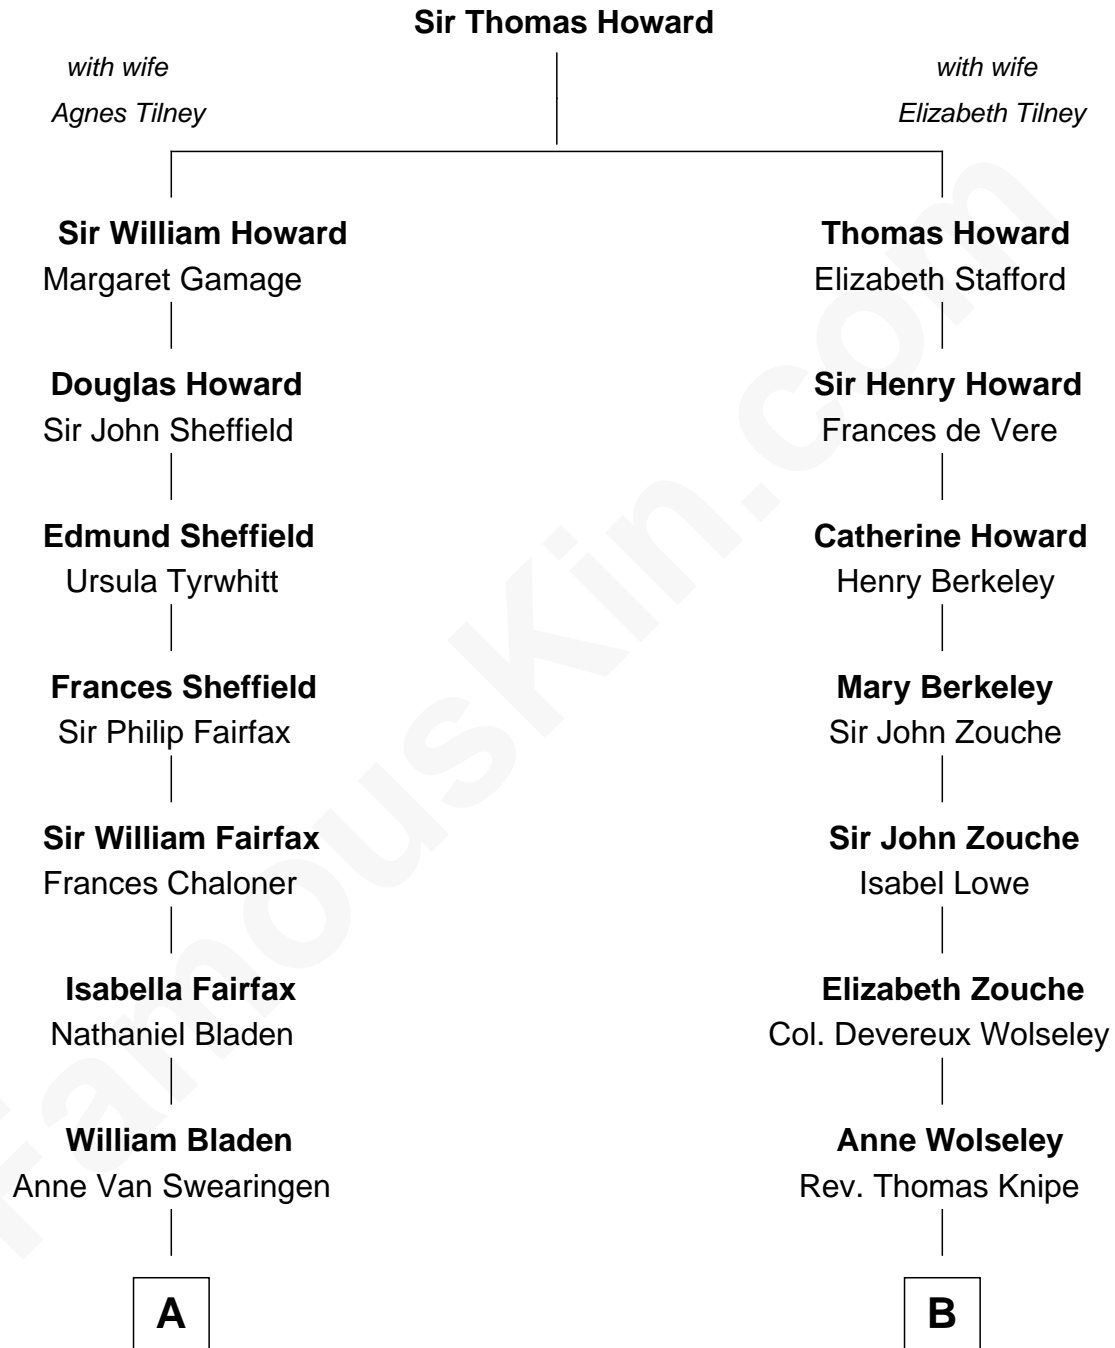 Sir Thomas Howard
with wife
Agnes Tilney
with wife
Elizabeth Tilney
Sir William Howard
Margaret Gamage
Thomas Howard
Elizabeth Stafford
Douglas Howard
Sir John Sheffield
Sir Henry Howard
Frances de Vere
Edmund Sheffield
Ursula Tyrwhitt
Catherine Howard
Henry Berkeley
Frances Sheffield
Sir Philip Fairfax
Mary Berkeley
Sir John Zouche
Sir William Fairfax
Frances Chaloner
Sir John Zouche
Isabel Lowe
Isabella Fairfax
Nathaniel Bladen
Elizabeth Zouche
Col. Devereux Wolseley
William Bladen
Anne Van Swearingen
Anne Wolseley
Rev. Thomas Knipe
A
B
FamousKin.com